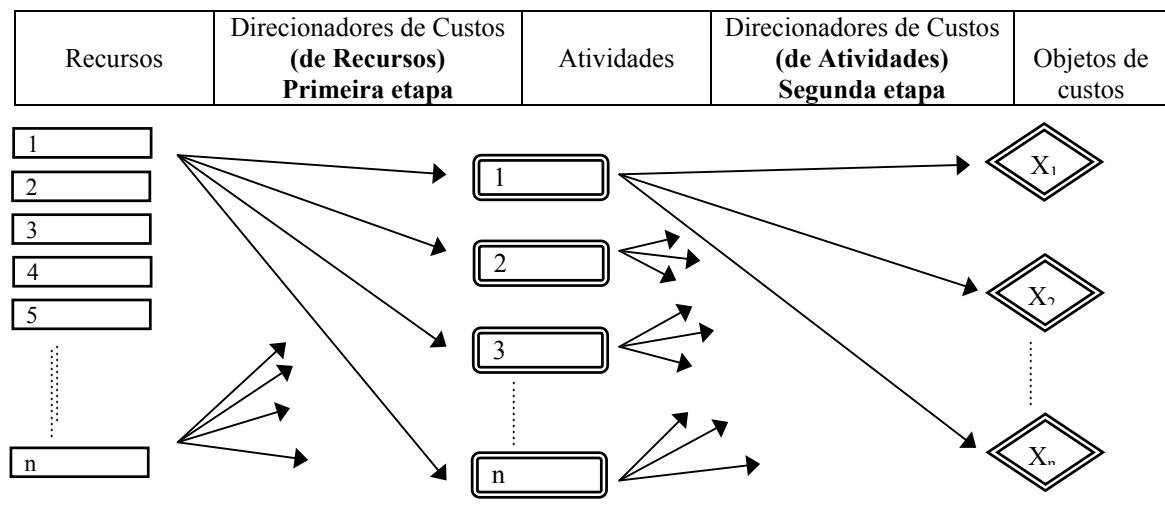 Recursos
Direcionadores de Custos
(de Recursos)
Primeira etapa
Atividades
Direcionadores de Custos
(de Atividades)
Segunda etapa
Objetos de
custos
1
2
3
4
5
n
1
2
3
n
X₁
X₂
Xₙ